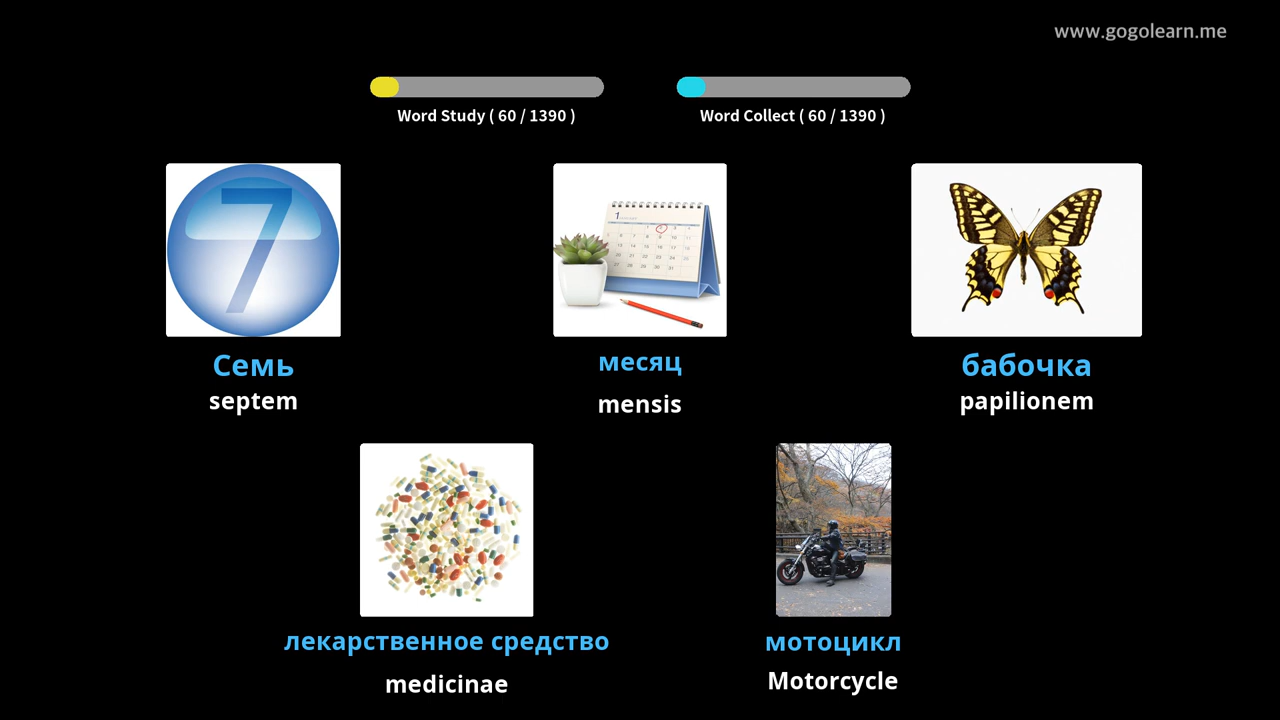 www.gogolearn.me
Word Study ( 60 / 1390 )
Word Collect ( 60 / 1390 )
7
Семь
septem
месяц
mensis
бабочка
papilionem
лекарственное средство
medicinae
мотоцикл
Motorcycle